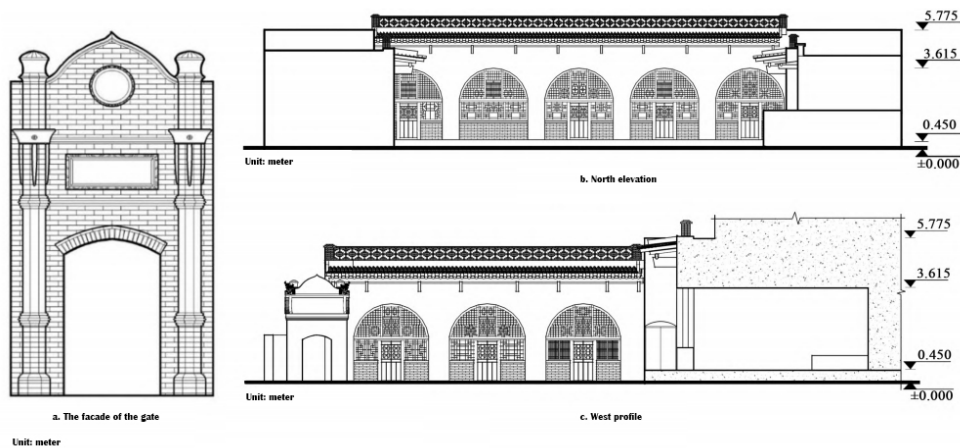 5.775
3.615
0.450
±0.000
Unit: meter
b. North elevation
5.775
3.615
0.450
±0.000
Unit: meter
a. The facade of the gate
c. West profile
Unit: meter